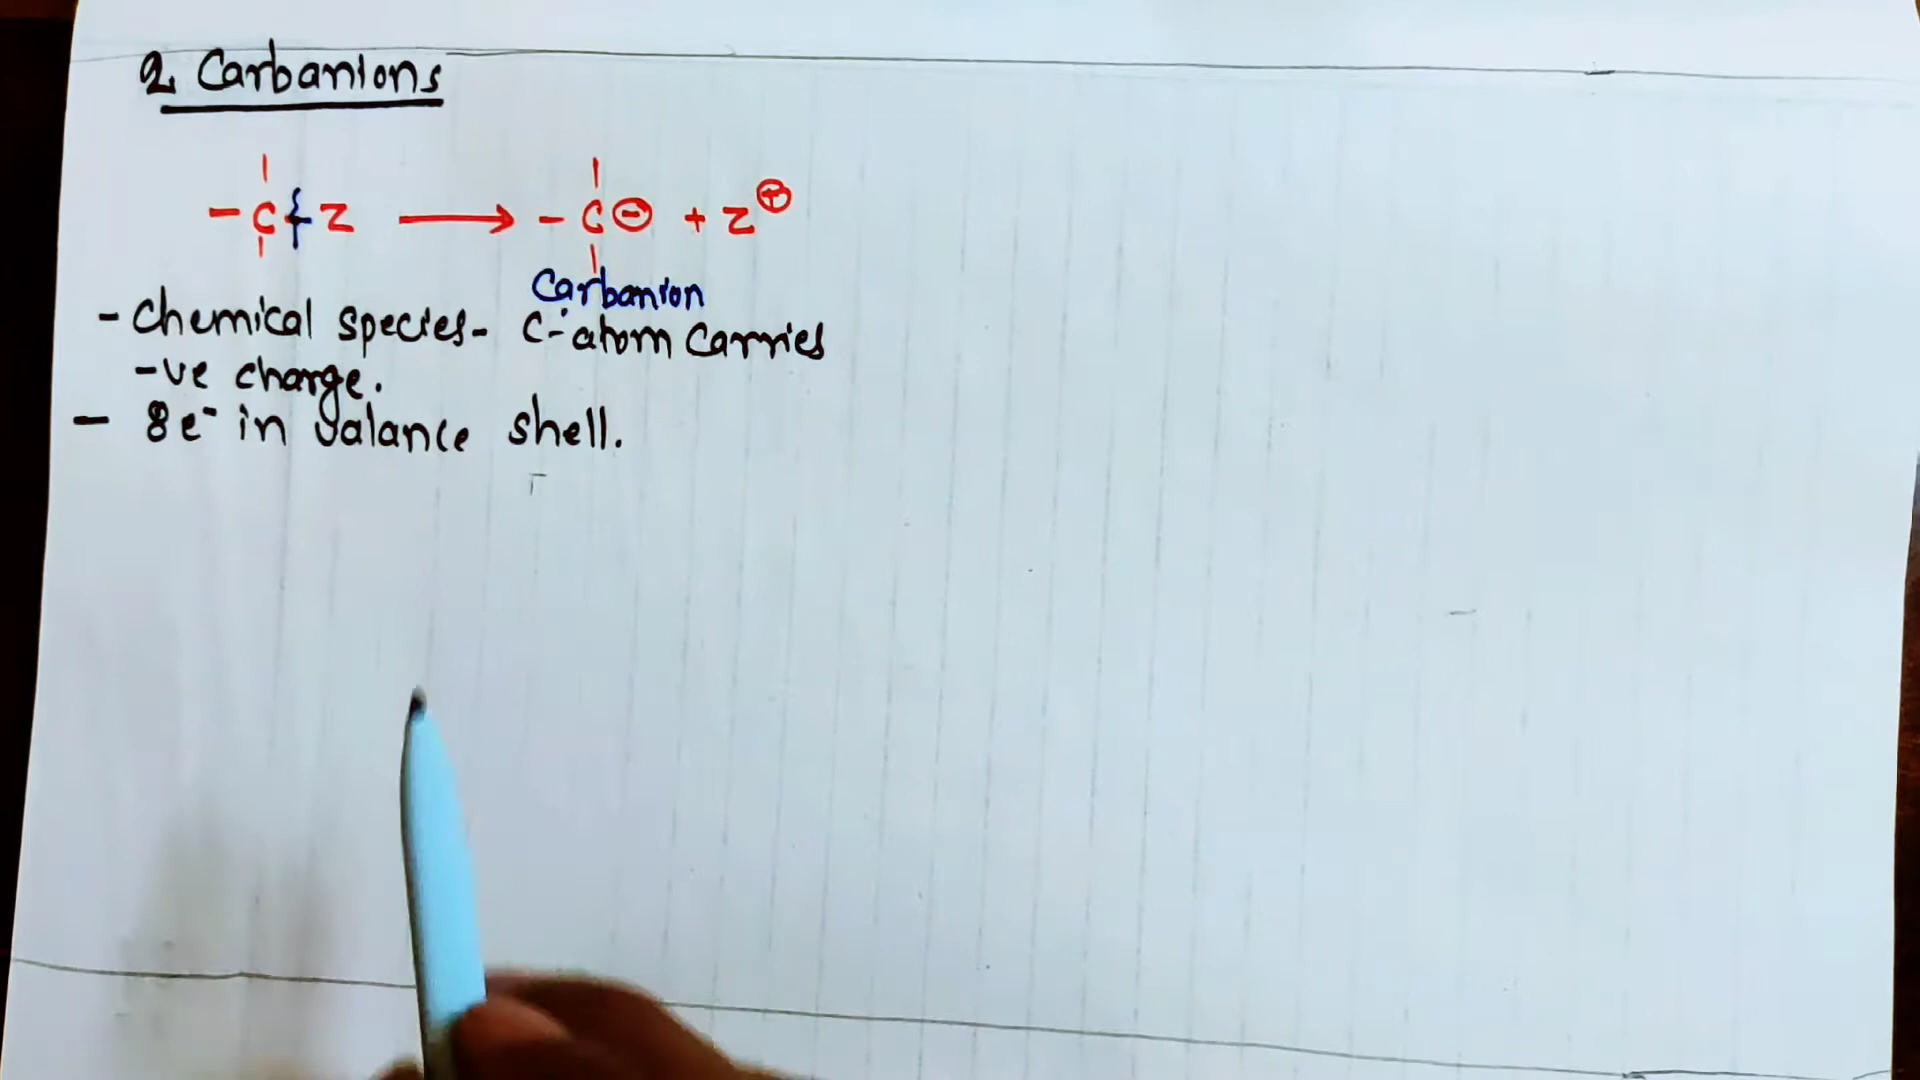 2. Carbanions
- C - Z → - C ⊖ + Z ⊕
Carbanion
- Chemical species - C-atom carries
-ve charge.
- 8e⁻ in valance shell.